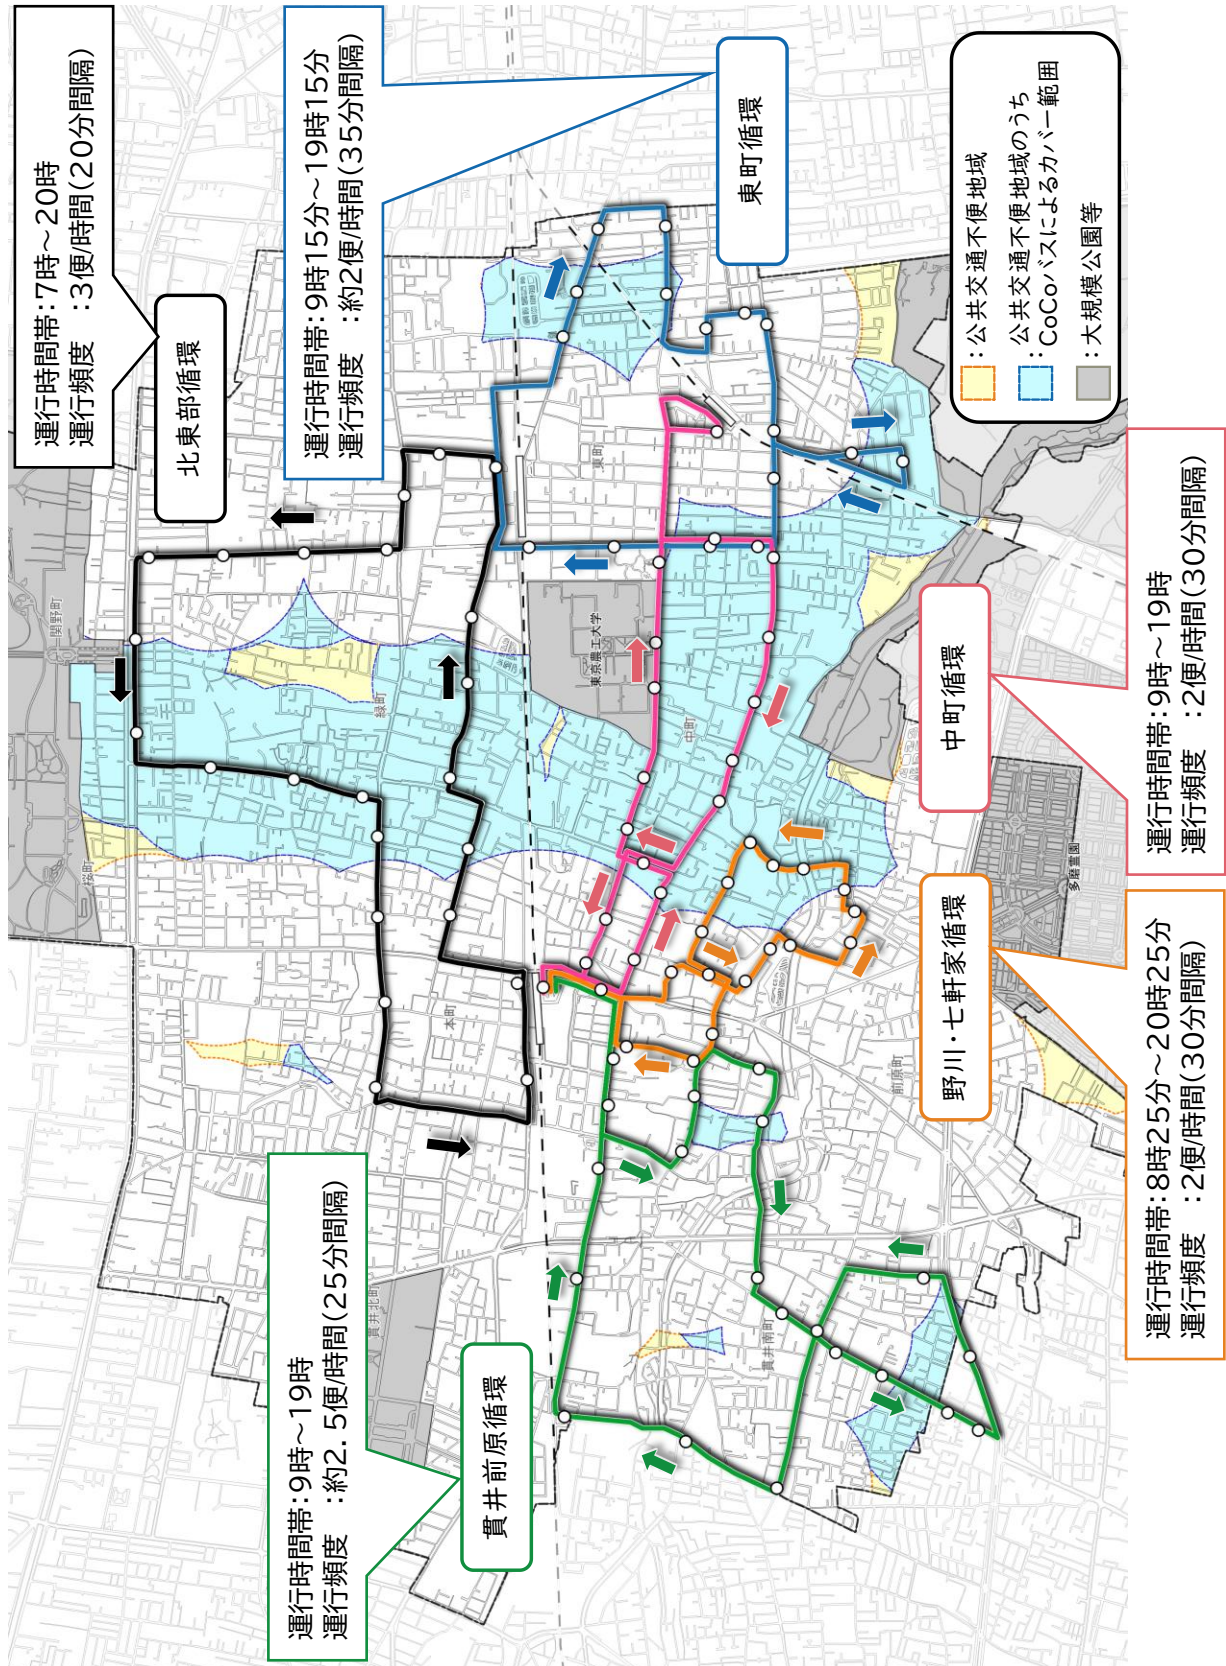 運行時間帯:7時～20時
運行頻度　:3便/時間(20分間隔)
北東部循環
運行時間帯:9時15分～19時15分
運行頻度　:約2便/時間(35分間隔)
東町循環
:公共交通不便地域
:公共交通不便地域のうち
CoCoバスによるカバー範囲
:大規模公園等
運行時間帯:9時～19時
運行頻度　:約2.5便/時間(25分間隔)
貫井前原循環
野川・七軒家循環
運行時間帯:8時25分～20時25分
運行頻度　:2便/時間(30分間隔)
中町循環
運行時間帯:9時～19時
運行頻度　:2便/時間(30分間隔)
関野町
桜町
緑町
本町
東町
東京農工大学
中町
前原町
貫井北町
貫井南町
多磨霊園